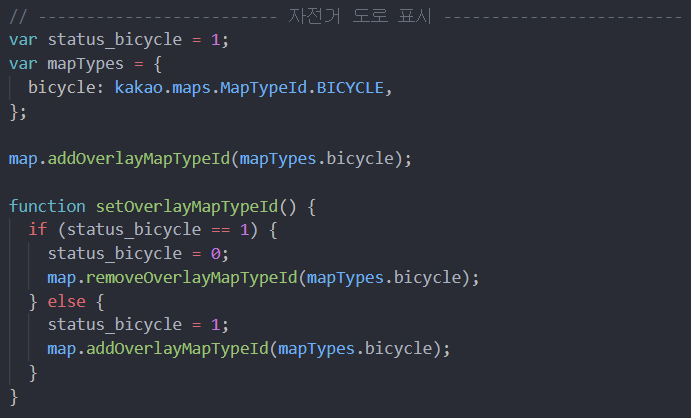 // ------------------------- 자전거 도로 표시 -------------------------
var status_bicycle = 1;
var mapTypes = {
  bicycle: kakao.maps.MapTypeId.BICYCLE,
};
map.addOverlayMapTypeId(mapTypes.bicycle);
function setOverlayMapTypeId() {
  if (status_bicycle == 1) {
    status_bicycle = 0;
    map.removeOverlayMapTypeId(mapTypes.bicycle);
  } else {
    status_bicycle = 1;
    map.addOverlayMapTypeId(mapTypes.bicycle);
  }
}